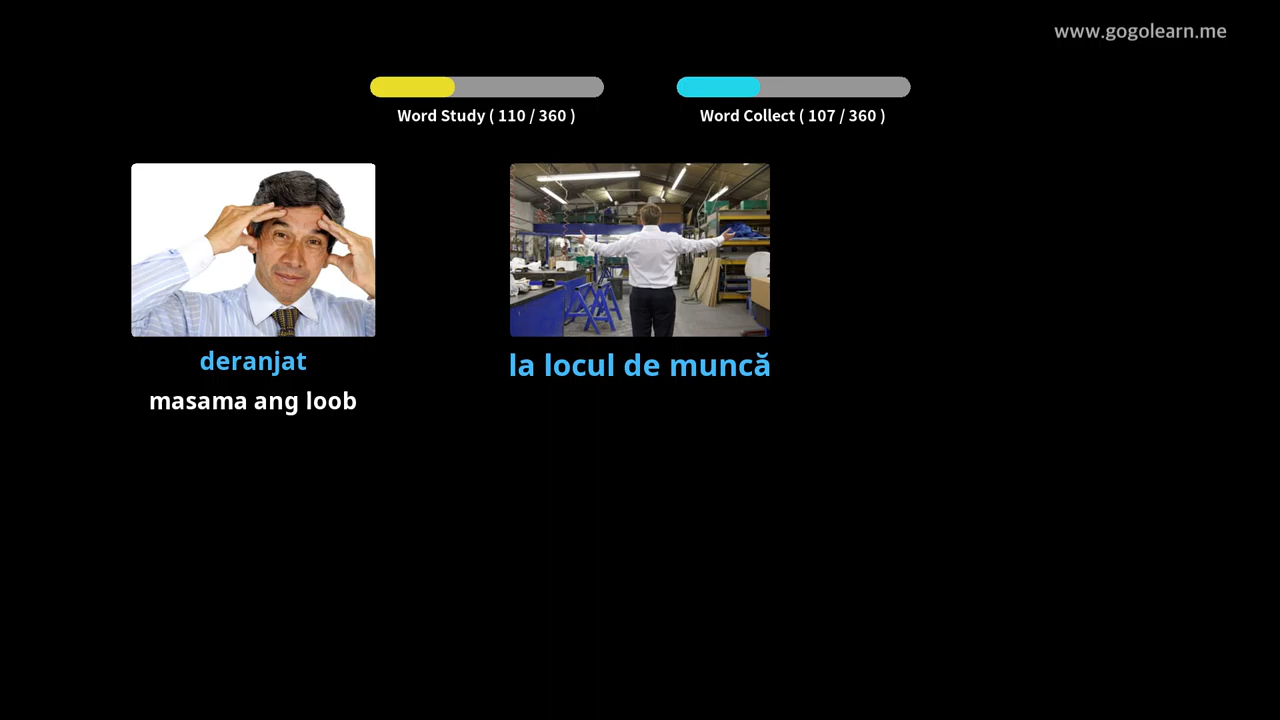 www.gogolearn.me
Word Study ( 110 / 360 )
Word Collect ( 107 / 360 )
deranjat
masama ang loob
la locul de muncă